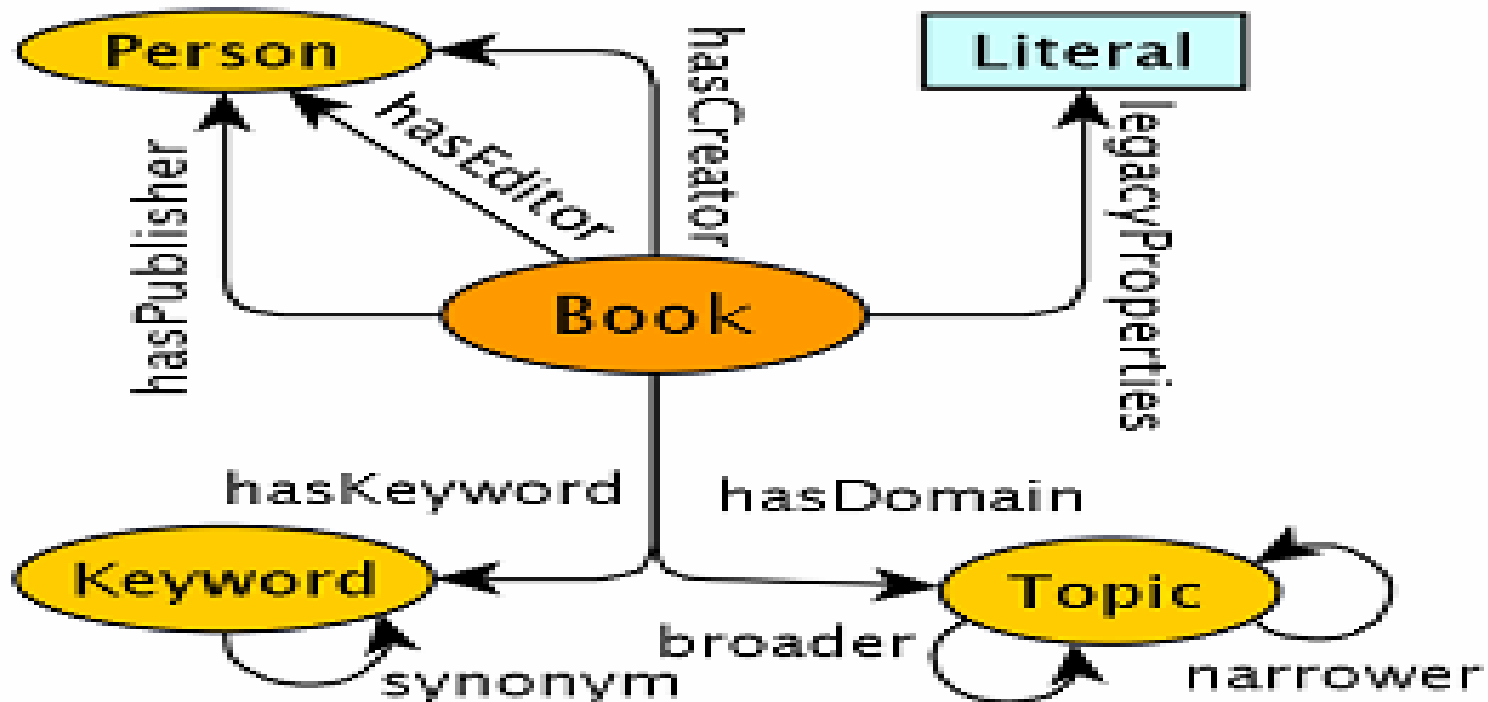 Person
Literal
hasCreator
hasEditor
hasPublisher
legacyProperties
Book
hasKeyword
hasDomain
Keyword
Topic
broader
synonym
narrower